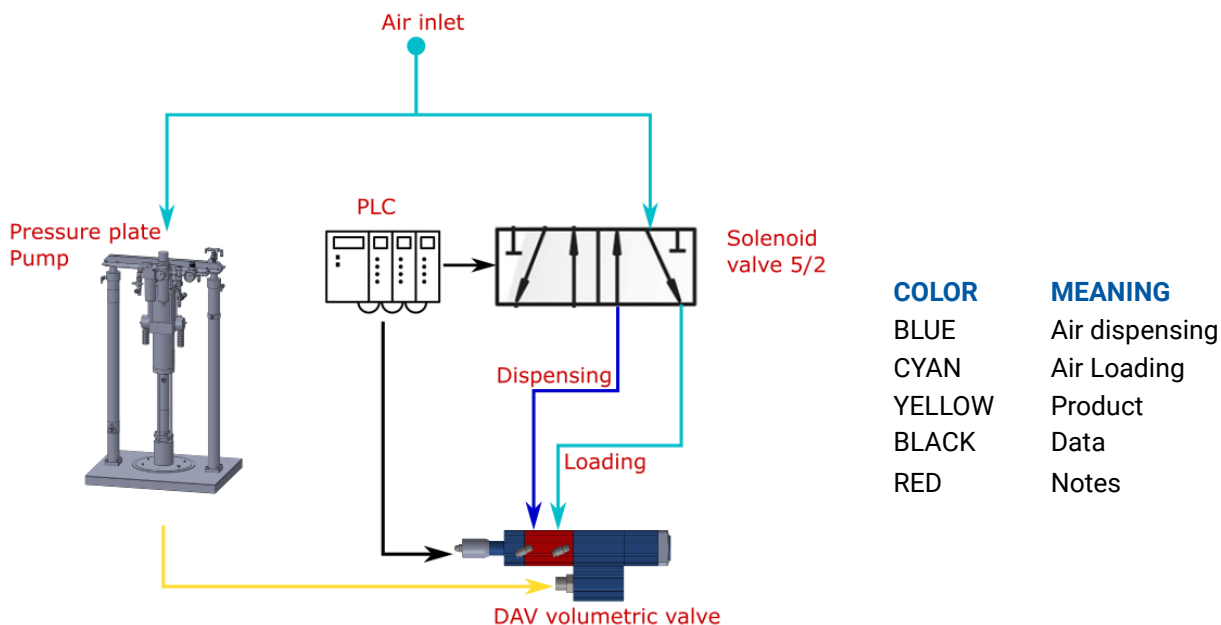 Air inlet
PLC
Pressure plate
Pump
Solenoid
valve 5/2
COLOR MEANING
BLUE Air dispensing
CYAN Air Loading
YELLOW Product
BLACK Data
RED Notes
Dispensing
Loading
DAV volumetric valve